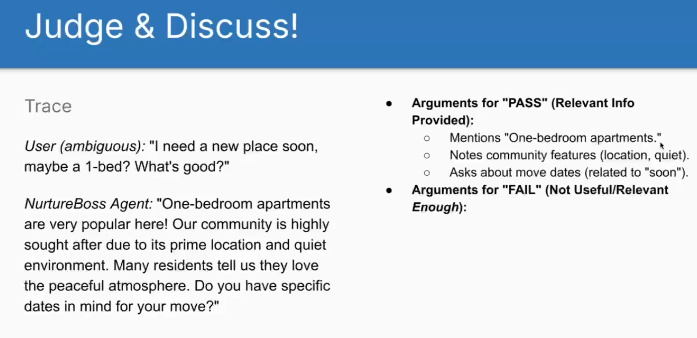 Judge & Discuss!
Trace
User (ambiguous): "I need a new place soon,
maybe a 1-bed? What's good?"
NurtureBoss Agent: "One-bedroom apartments
are very popular here! Our community is highly
sought after due to its prime location and quiet
environment. Many residents tell us they love
the peaceful atmosphere. Do you have specific
dates in mind for your move?"
● Arguments for "PASS" (Relevant Info
Provided):
○ Mentions "One-bedroom apartments."
○ Notes community features (location, quiet).
○ Asks about move dates (related to "soon").
● Arguments for "FAIL" (Not Useful/Relevant
Enough):